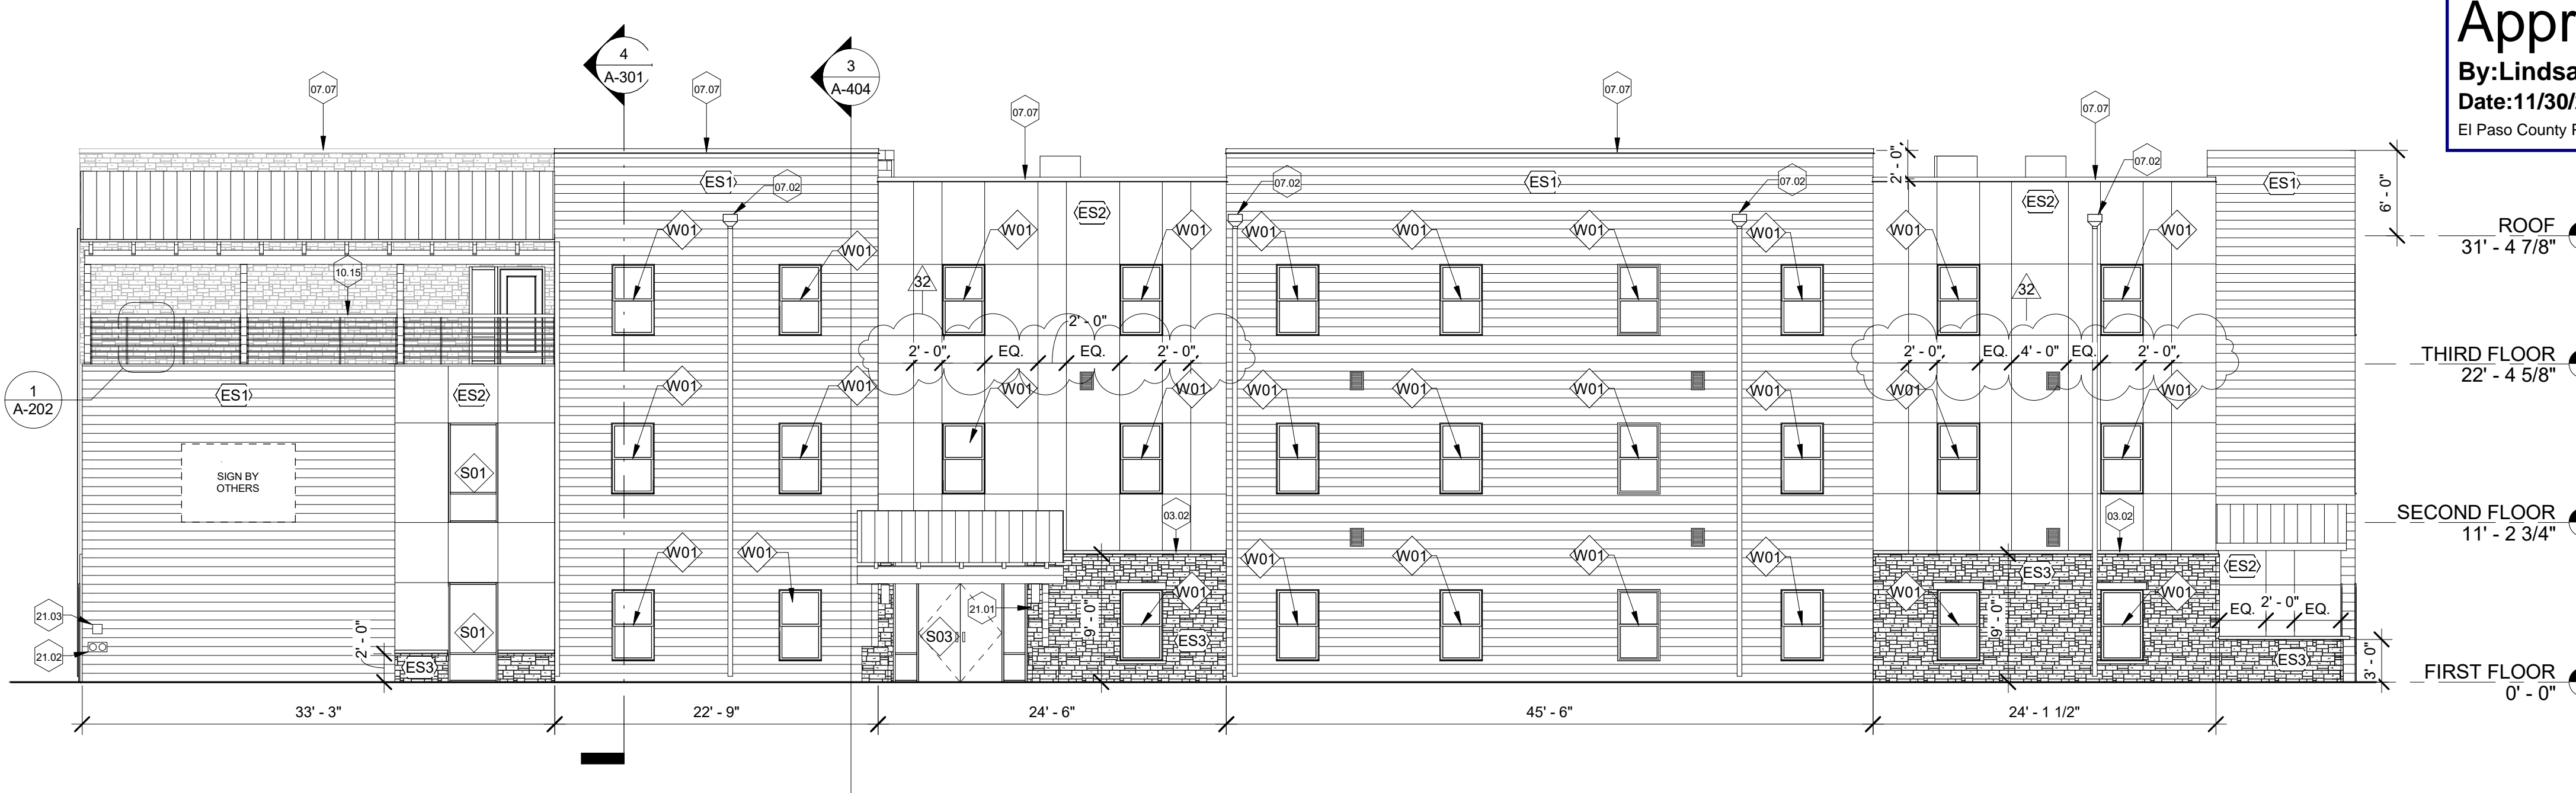 Appr
By:Lindsa
Date:11/30/
El Paso County
4
A-301
3
A-404
07.07
07.07
07.07
07.07
07.07
ES1
07.02
ES2
07.02
ES1
07.02
2' - 0"
ES2
07.02
ES1
6' - 0"
W01
W01
W01
W01
W01
W01
W01
W01
W01
W01
ROOF
31' - 4 7/8"
10.15
32
32
2' - 0"
2' - 0"
EQ.
EQ.
2' - 0"
2' - 0"
EQ.
4' - 0"
EQ.
2' - 0"
THIRD FLOOR
22' - 4 5/8"
1
A-202
ES1
ES2
W01
W01
W01
W01
W01
W01
W01
W01
W01
W01
SIGN BY
OTHERS
S01
03.02
03.02
SECOND FLOOR
11' - 2 3/4"
W01
W01
W01
W01
W01
W01
ES3
ES2
21.03
21.02
2' - 0"
ES3
S01
S03
21.01
9' - 0"
W01
ES3
W01
9' - 0"
W01
EQ.
2' - 0"
EQ.
ES3
3' - 0"
FIRST FLOOR
0' - 0"
33' - 3"
22' - 9"
24' - 6"
45' - 6"
24' - 1 1/2"